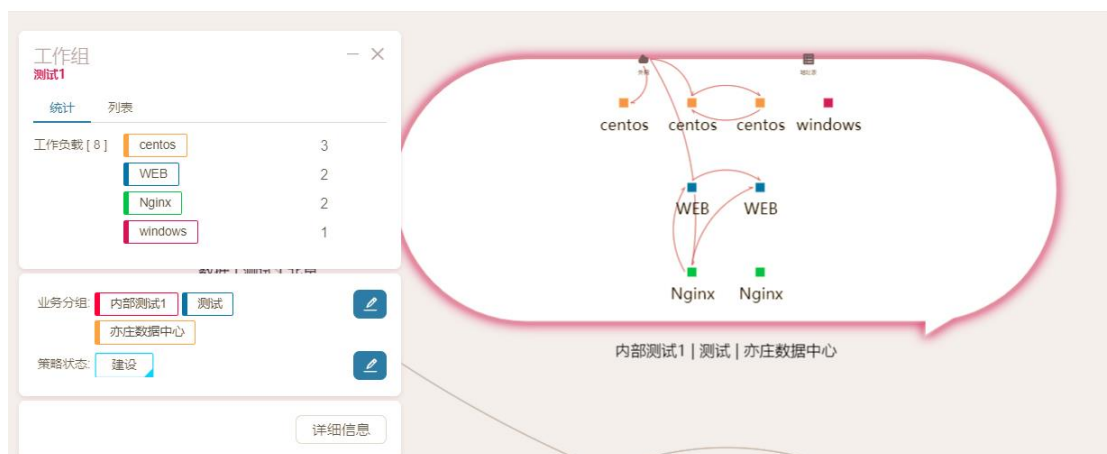 工作组
测试1
统计 列表
工作负载 [ 8 ] centos 3
WEB 2
Nginx 2
windows 1
业务分组: 内部测试1 测试
亦庄数据中心
策略状态: 建设
详细信息
centos centos centos windows
WEB WEB
Nginx Nginx
内部测试1 | 测试 | 亦庄数据中心